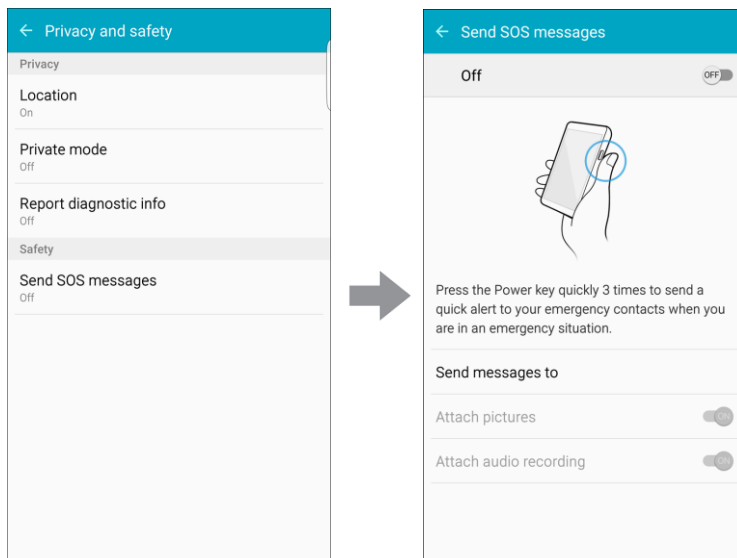 Privacy and safety
Privacy
Location
On
Private mode
Off
Report diagnostic info
Off
Safety
Send SOS messages
Off
Send SOS messages
Off
OFF
Press the Power key quickly 3 times to send a
quick alert to your emergency contacts when you
are in an emergency situation.
Send messages to
Attach pictures
ON
Attach audio recording
ON